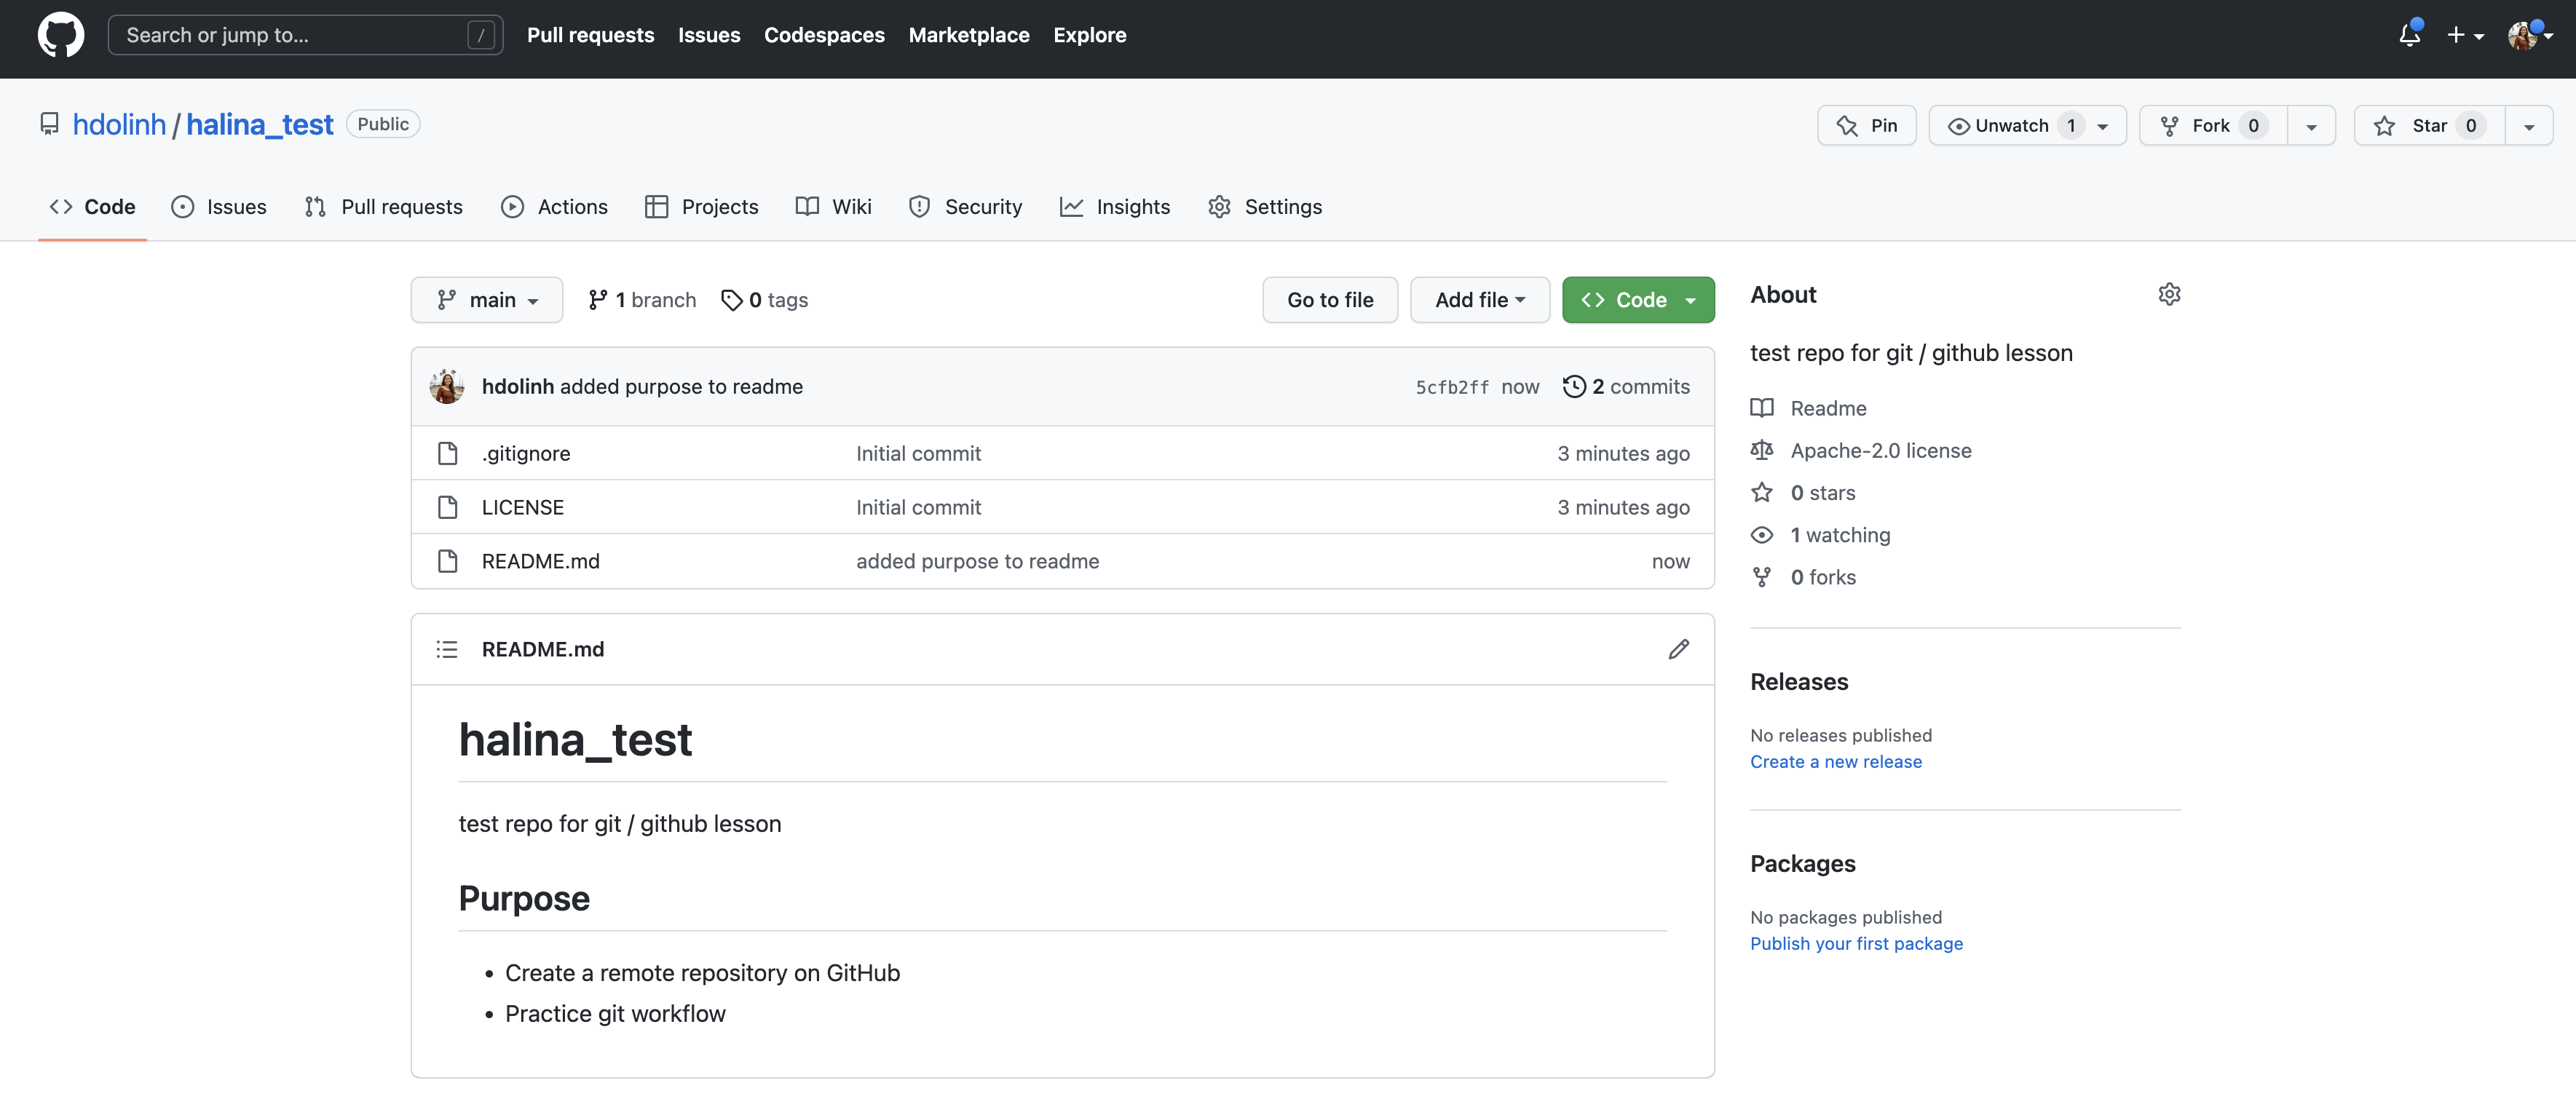 Search or jump to... / Pull requests Issues Codespaces Marketplace Explore
hdolinh / halina_test Public Pin Unwatch 1 Fork 0 Star 0
Code Issues Pull requests Actions Projects Wiki Security Insights Settings
main 1 branch 0 tags Go to file Add file Code
hdolinh added purpose to readme 5cfb2ff now 2 commits
.gitignore Initial commit 3 minutes ago
LICENSE Initial commit 3 minutes ago
README.md added purpose to readme now
README.md
halina_test
test repo for git / github lesson
Purpose
• Create a remote repository on GitHub
• Practice git workflow
About
test repo for git / github lesson
Readme
Apache-2.0 license
0 stars
1 watching
0 forks
Releases
No releases published
Create a new release
Packages
No packages published
Publish your first package